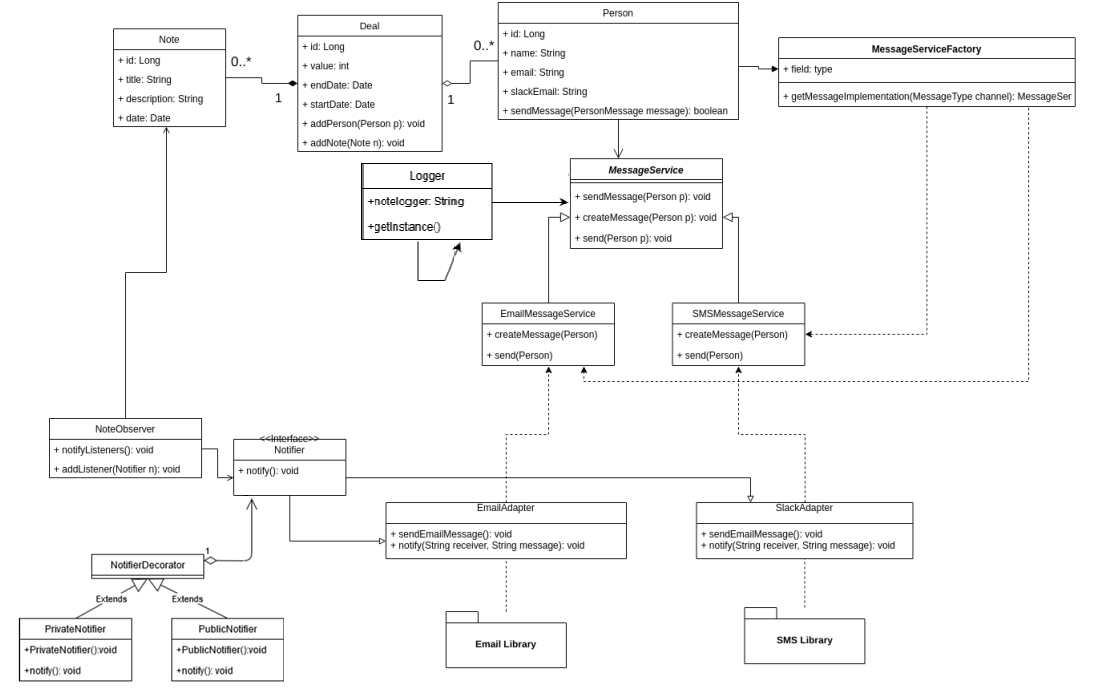 Note
+ id: Long
+ title: String
+ description: String
+ date: Date
0..*
1
Deal
+ id: Long
+ value: int
+ endDate: Date
+ startDate: Date
+ addPerson(Person p): void
+ addNote(Note n): void
0..*
1
Person
+ id: Long
+ name: String
+ email: String
+ slackEmail: String
+ sendMessage(PersonMessage message): boolean
MessageServiceFactory
+ field: type
+ getMessageImplementation(MessageType channel): MessageSer
Logger
+notelogger: String
+getInstance()
MessageService
+ sendMessage(Person p): void
+ createMessage(Person p): void
+ send(Person p): void
EmailMessageService
+ createMessage(Person)
+ send(Person)
SMSMessageService
+ createMessage(Person)
+ send(Person)
NoteObserver
+ notifyListeners(): void
+ addListener(Notifier n): void
<<Interface>>
Notifier
+ notify(): void
EmailAdapter
+ sendEmailMessage(): void
+ notify(String receiver, String message): void
SlackAdapter
+ sendEmailMessage(): void
+ notify(String receiver, String message): void
1
NotifierDecorator
Extends
Extends
PrivateNotifier
+PrivateNotifier():void
+notify(): void
PublicNotifier
+PublicNotifier():void
+notify(): void
Email Library
SMS Library